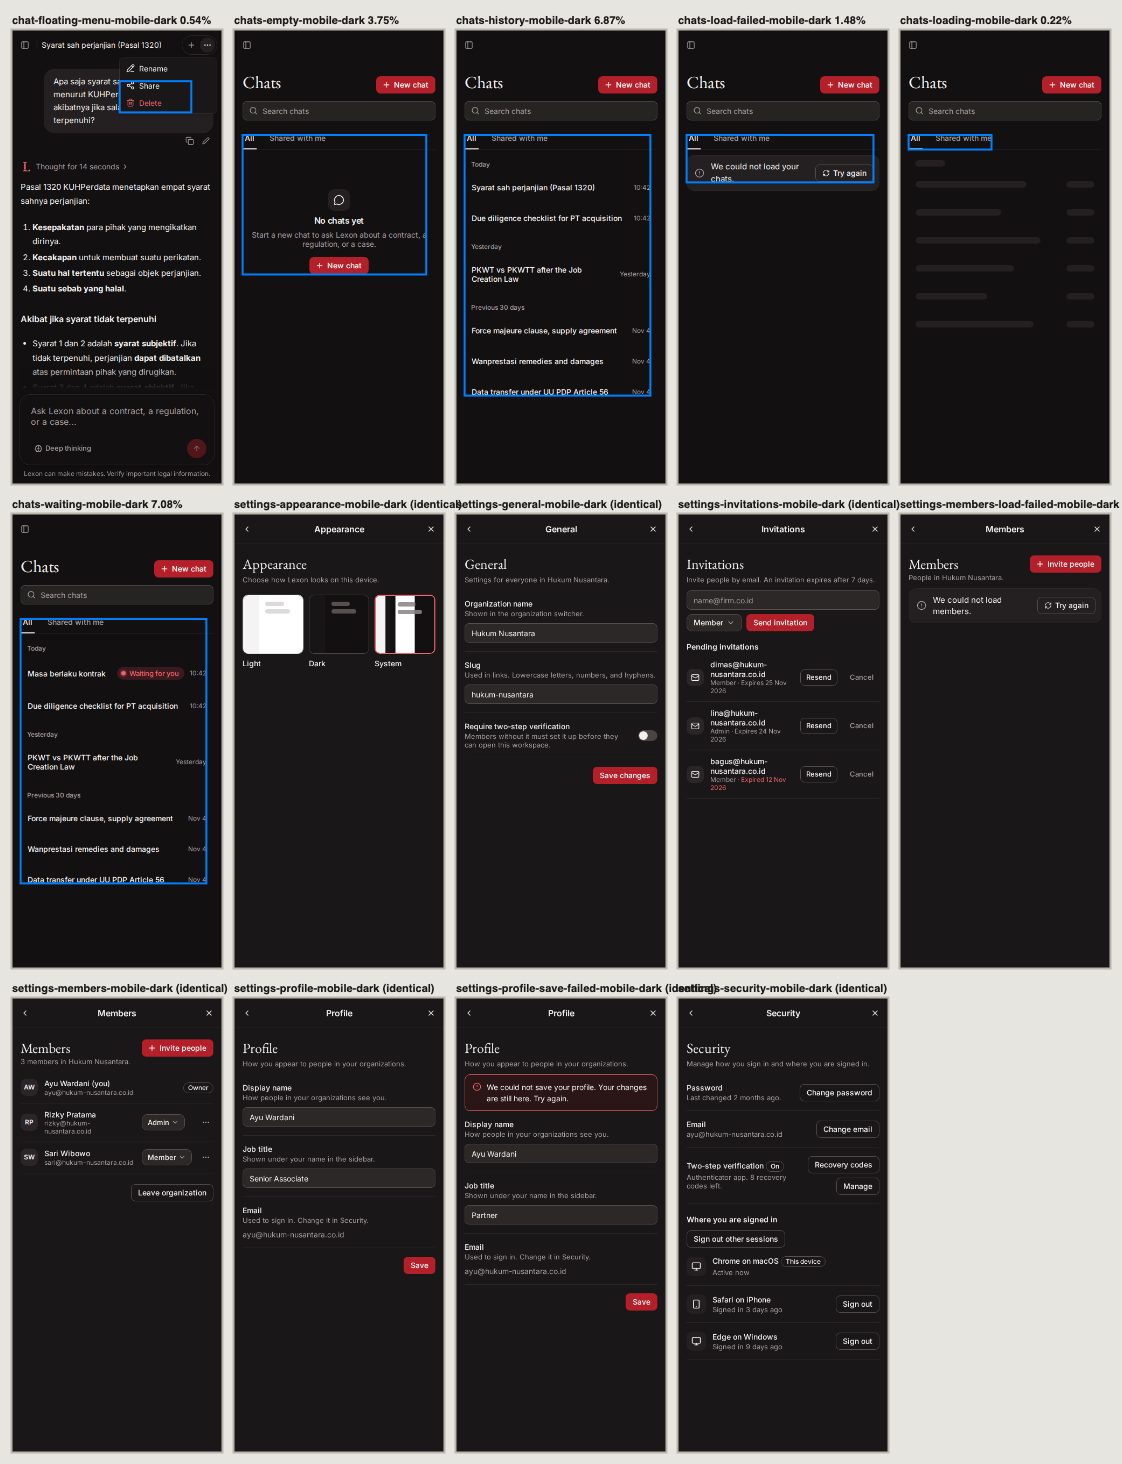 chat-floating-menu-mobile-dark 0.54%
Syarat sah perjanjian (Pasal 1320)
Apa saja syarat sa
menurut KUHPer
akibatnya jika sala
terpenuhi?
Rename
Share
Delete
Thought for 14 seconds
Pasal 1320 KUHPerdata menetapkan empat syarat
sahnya perjanjian:
1. Kesepakatan para pihak yang mengikatkan
dirinya.
2. Kecakapan untuk membuat suatu perikatan.
3. Suatu hal tertentu sebagai objek perjanjian.
4. Suatu sebab yang halal.
Akibat jika syarat tidak terpenuhi
• Syarat 1 dan 2 adalah syarat subjektif. Jika
tidak terpenuhi, perjanjian dapat dibatalkan
atas permintaan pihak yang dirugikan.
Ask Lexon about a contract, a regulation,
or a case...
Deep thinking
Lexon can make mistakes. Verify important legal information.
chats-empty-mobile-dark 3.75%
Chats
+ New chat
Search chats
All Shared with me
No chats yet
Start a new chat to ask Lexon about a contract, a
regulation, or a case.
+ New chat
chats-history-mobile-dark 6.87%
Chats
+ New chat
Search chats
All Shared with me
Today
Syarat sah perjanjian (Pasal 1320) 10:42
Due diligence checklist for PT acquisition 10:42
Yesterday
PKWT vs PKWTT after the Job
Creation Law
Yesterday
Previous 30 days
Force majeure clause, supply agreement Nov 4
Wanprestasi remedies and damages Nov 4
Data transfer under UU PDP Article 56 Nov 4
chats-load-failed-mobile-dark 1.48%
Chats
+ New chat
Search chats
All Shared with me
We could not load your
chats.
Try again
chats-loading-mobile-dark 0.22%
Chats
+ New chat
Search chats
All Shared with me
chats-waiting-mobile-dark 7.08%
Chats
+ New chat
Search chats
All Shared with me
Today
Masa berlaku kontrak Waiting for you 10:42
Due diligence checklist for PT acquisition 10:42
Yesterday
PKWT vs PKWTT after the Job
Creation Law
Yesterday
Previous 30 days
Force majeure clause, supply agreement Nov 4
Wanprestasi remedies and damages Nov 4
Data transfer under UU PDP Article 56 Nov 4
settings-appearance-mobile-dark (identical)
Appearance
Appearance
Choose how Lexon looks on this device.
Light Dark System
settings-general-mobile-dark (identical)
General
General
Settings for everyone in Hukum Nusantara.
Organization name
Shown in the organization switcher.
Hukum Nusantara
Slug
Used in links. Lowercase letters, numbers, and hyphens.
hukum-nusantara
Require two-step verification
Members without it must set it up before they
can open this workspace.
Save changes
settings-invitations-mobile-dark (identical)
Invitations
Invitations
Invite people by email. An invitation expires after 7 days.
name@firm.co.id
Member
Send invitation
Pending invitations
dimas@hukum-
nusantara.co.id
Member · Expires 25 Nov
2026
Resend Cancel
lina@hukum-
nusantara.co.id
Admin · Expires 24 Nov
2026
Resend Cancel
bagus@hukum-
nusantara.co.id
Member · Expired 12 Nov
2026
Resend Cancel
settings-members-load-failed-mobile-dark
Members
Members
People in Hukum Nusantara.
+ Invite people
We could not load
members.
Try again
settings-members-mobile-dark (identical)
Members
Members
3 members in Hukum Nusantara.
+ Invite people
AW
Ayu Wardani (you)
ayu@hukum-nusantara.co.id
Owner
RP
Rizky Pratama
rizky@hukum-
nusantara.co.id
Admin
SW
Sari Wibowo
sari@hukum-nusantara.co.id
Member
Leave organization
settings-profile-mobile-dark (identical)
Profile
Profile
How you appear to people in your organizations.
Display name
How people in your organizations see you.
Ayu Wardani
Job title
Shown under your name in the sidebar.
Senior Associate
Email
Used to sign in. Change it in Security.
ayu@hukum-nusantara.co.id
Save
settings-profile-save-failed-mobile-dark
Profile
Profile
How you appear to people in your organizations.
We could not save your profile. Your changes
are still here. Try again.
Display name
How people in your organizations see you.
Ayu Wardani
Job title
Shown under your name in the sidebar.
Partner
Email
Used to sign in. Change it in Security.
ayu@hukum-nusantara.co.id
Save
settings-security-mobile-dark (identical)
Security
Security
Manage how you sign in and where you are signed in.
Password
Last changed 2 months ago.
Change password
Email
ayu@hukum-nusantara.co.id
Change email
Two-step verification On
Authenticator app. 8 recovery
codes left.
Recovery codes
Manage
Where you are signed in
Sign out other sessions
Chrome on macOS This device
Active now
Safari on iPhone
Signed in 3 days ago
Sign out
Edge on Windows
Signed in 9 days ago
Sign out